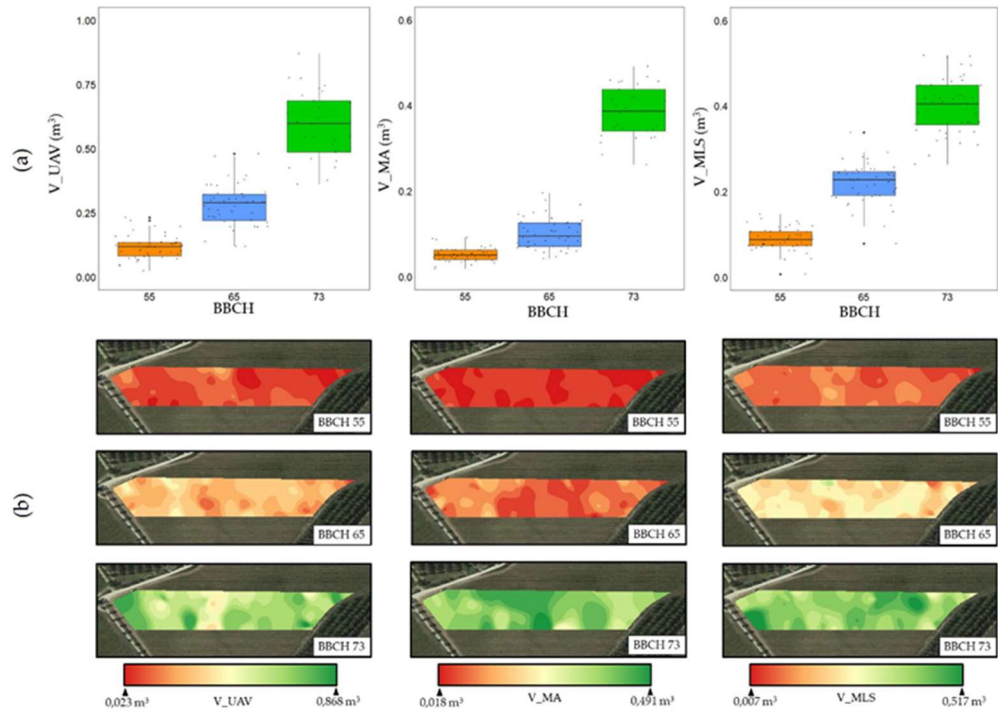 (a)
V_UAV (m³)
1.00
0.75
0.50
0.25
0.00
55 65 73
BBCH
V_MA (m³)
0.6
0.4
0.2
0.0
55 65 73
BBCH
V_MLS (m³)
0.6
0.4
0.2
0.0
55 65 73
BBCH
(b)
BBCH 55 BBCH 55 BBCH 55
BBCH 65 BBCH 65 BBCH 65
BBCH 73 BBCH 73 BBCH 73
0,023 m³ V_UAV 0,868 m³
0,018 m³ V_MA 0,491 m³
0,007 m³ V_MLS 0,517 m³